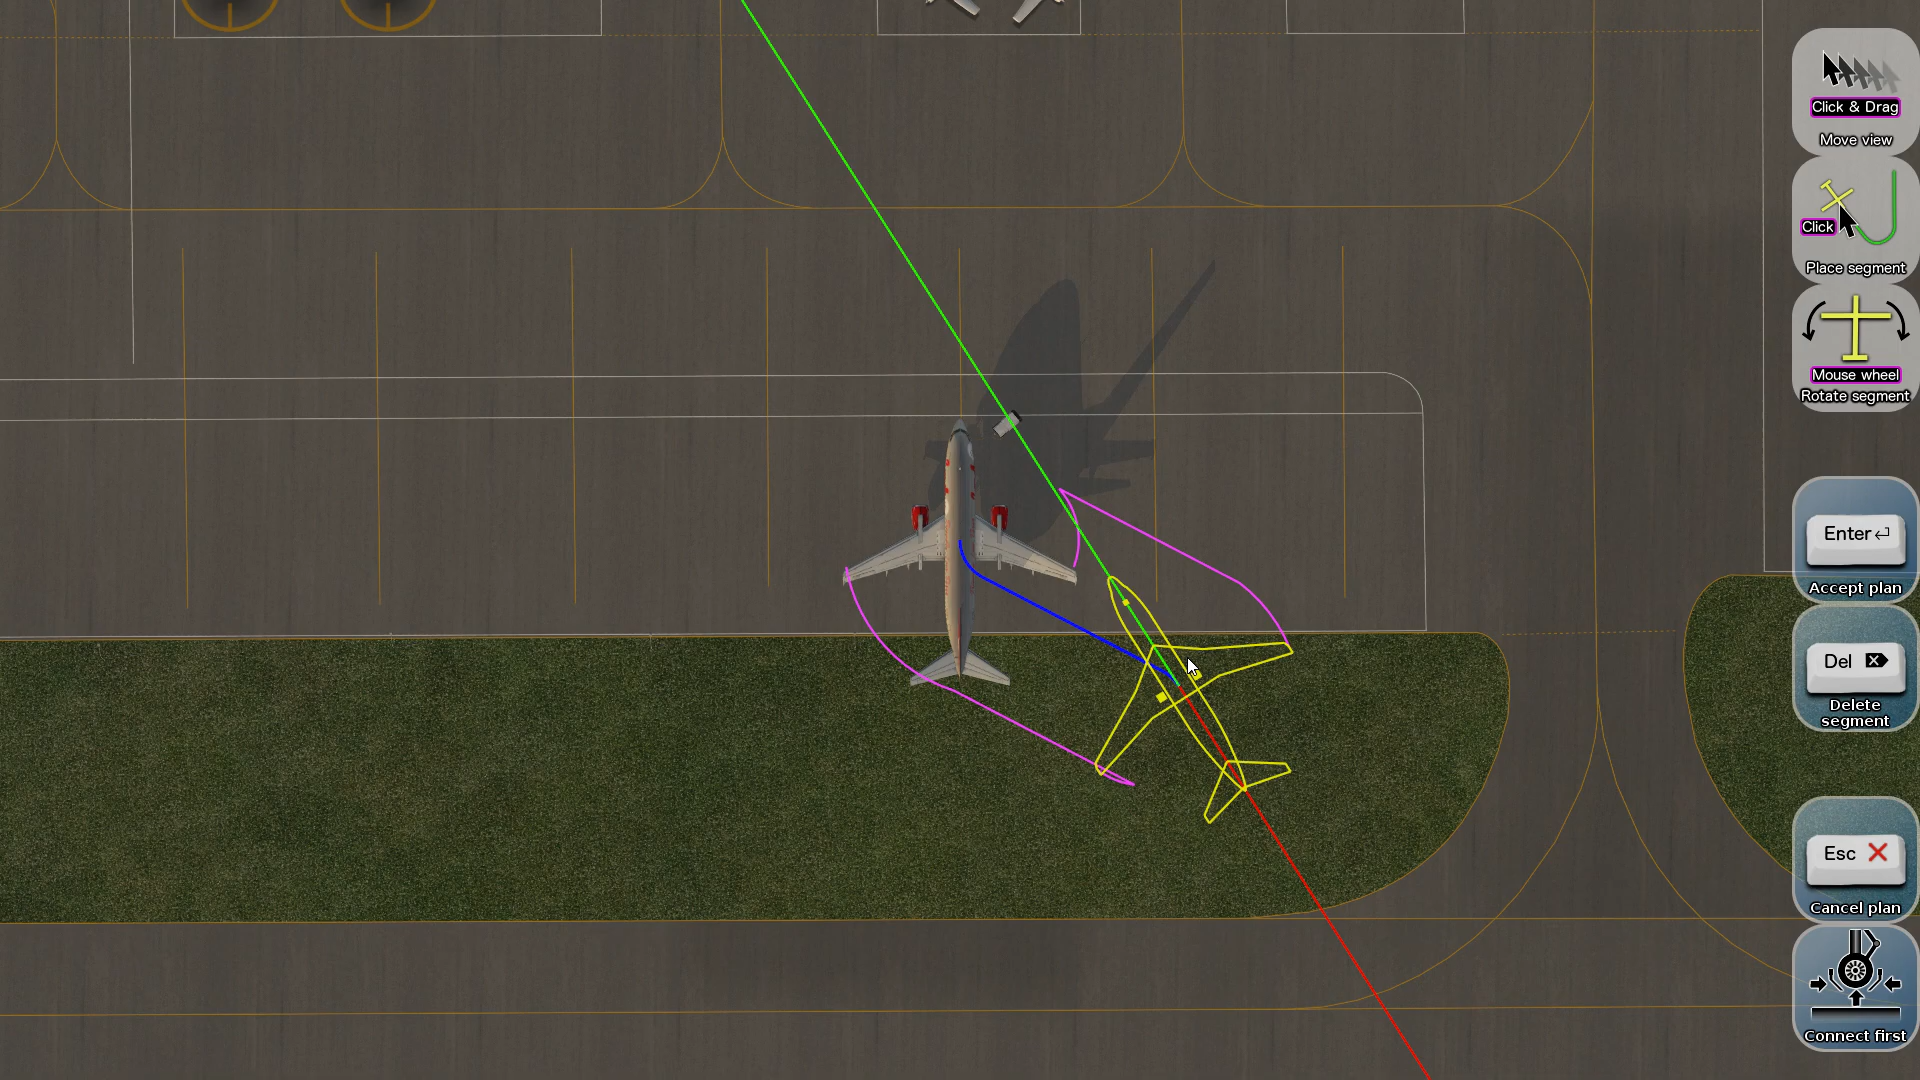 Click & Drag
Move view
Click
Place segment
Mouse wheel
Rotate segment
Enter
Accept plan
Del
Delete
segment
Esc
Cancel plan
Connect first